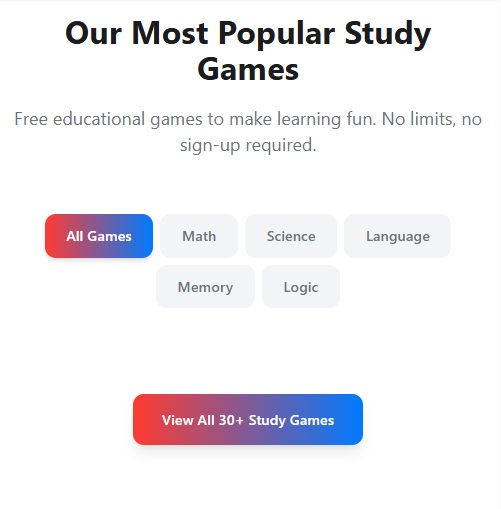 Our Most Popular Study
Games
Free educational games to make learning fun. No limits, no
sign-up required.
All Games
Math
Science
Language
Memory
Logic
View All 30+ Study Games